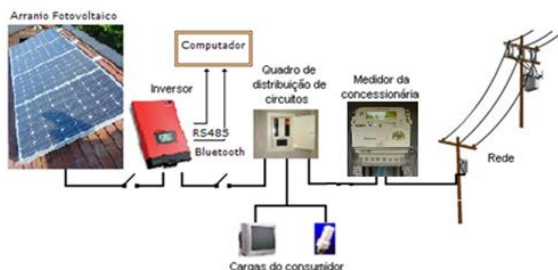 Arranjo Fotovoltaico
Computador
Inversor
RS485
Bluetooth
Quadro de
distribuição de
circuitos
Medidor da
concessionária
Rede
Cargas do consumidor